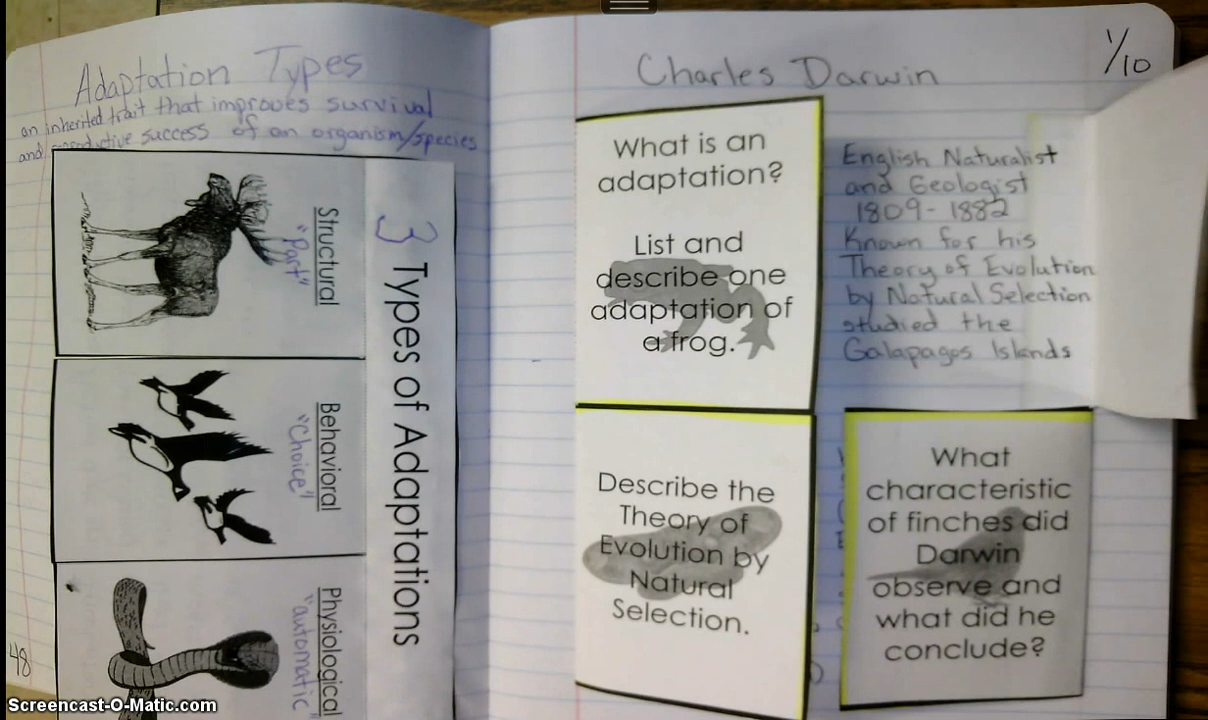 Adaptation Types
an inherited trait that improves survival
and reproductive success of an organism/species
3 Types of Adaptations
Structural
"Part"
Behavioral
"Choice"
Physiological
"automatic"
48
Charles Darwin
1/10
What is an
adaptation?
List and
describe one
adaptation of
a frog.
English Naturalist
and Geologist
1809-1882
Known for his
Theory of Evolution
by Natural Selection
studied the
Galapagos Islands
Describe the
Theory of
Evolution by
Natural
Selection.
What
characteristic
of finches did
Darwin
observe and
what did he
conclude?
Screencast-O-Matic.com